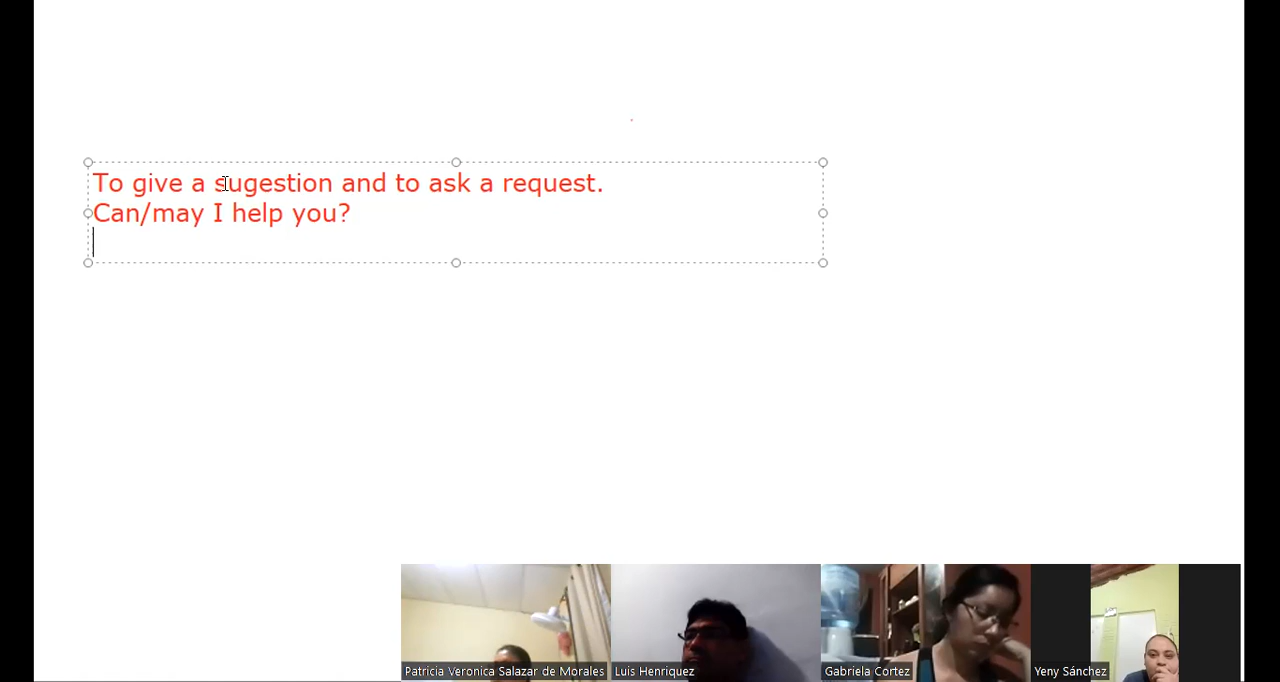 To give a sugestion and to ask a request.
Can/may I help you?
Patricia Veronica Salazar de Morales
Luis Henriquez
Gabriela Cortez
Yeny Sánchez